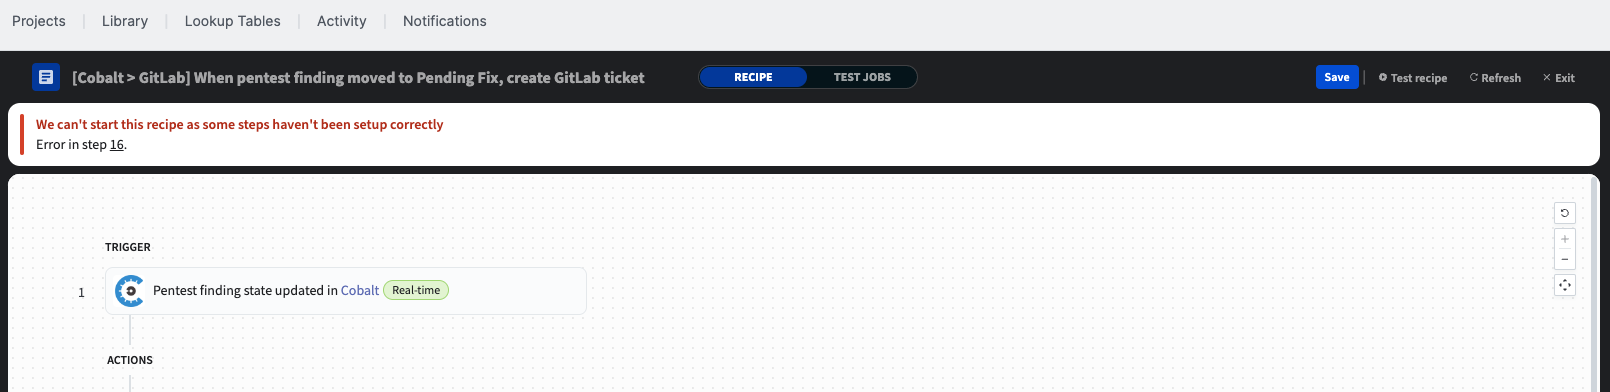 Projects | Library | Lookup Tables | Activity | Notifications
[Cobalt > GitLab] When pentest finding moved to Pending Fix, create GitLab ticket RECIPE TEST JOBS Save | Test recipe Refresh Exit
We can't start this recipe as some steps haven't been setup correctly
Error in step 16.
TRIGGER
1 Pentest finding state updated in Cobalt Real-time
ACTIONS